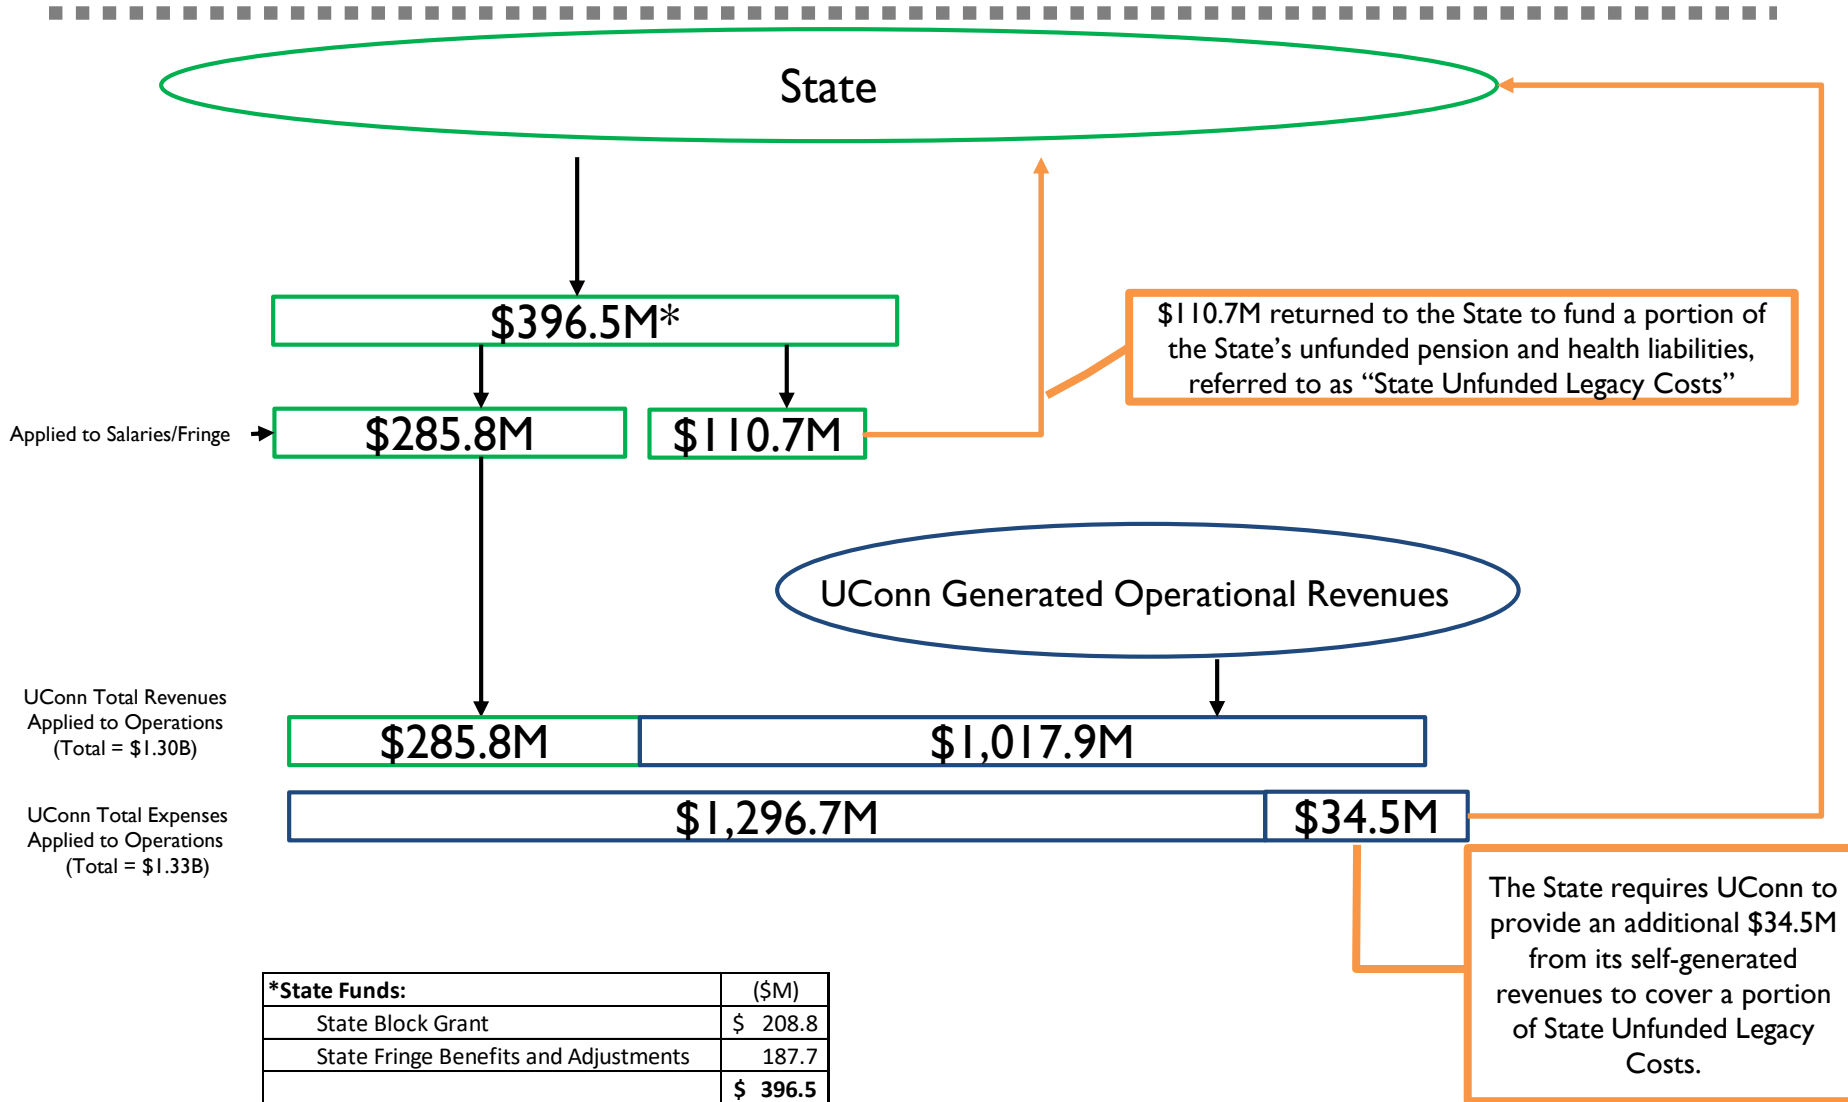 State
$396.5M*
$110.7M returned to the State to fund a portion of
the State's unfunded pension and health liabilities,
referred to as “State Unfunded Legacy Costs”
Applied to Salaries/Fringe
$285.8M
$110.7M
UConn Generated Operational Revenues
UConn Total Revenues
Applied to Operations
(Total = $1.30B)
$285.8M
$1,017.9M
UConn Total Expenses
Applied to Operations
(Total = $1.33B)
$1,296.7M
$34.5M
The State requires UConn to
provide an additional $34.5M
from its self-generated
revenues to cover a portion
of State Unfunded Legacy
Costs.
*State Funds: ($M)
State Block Grant $ 208.8
State Fringe Benefits and Adjustments 187.7
$ 396.5